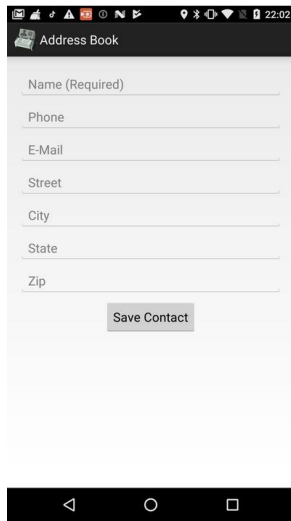 22:02
Address Book
Name (Required)
Phone
E-Mail
Street
City
State
Zip
Save Contact